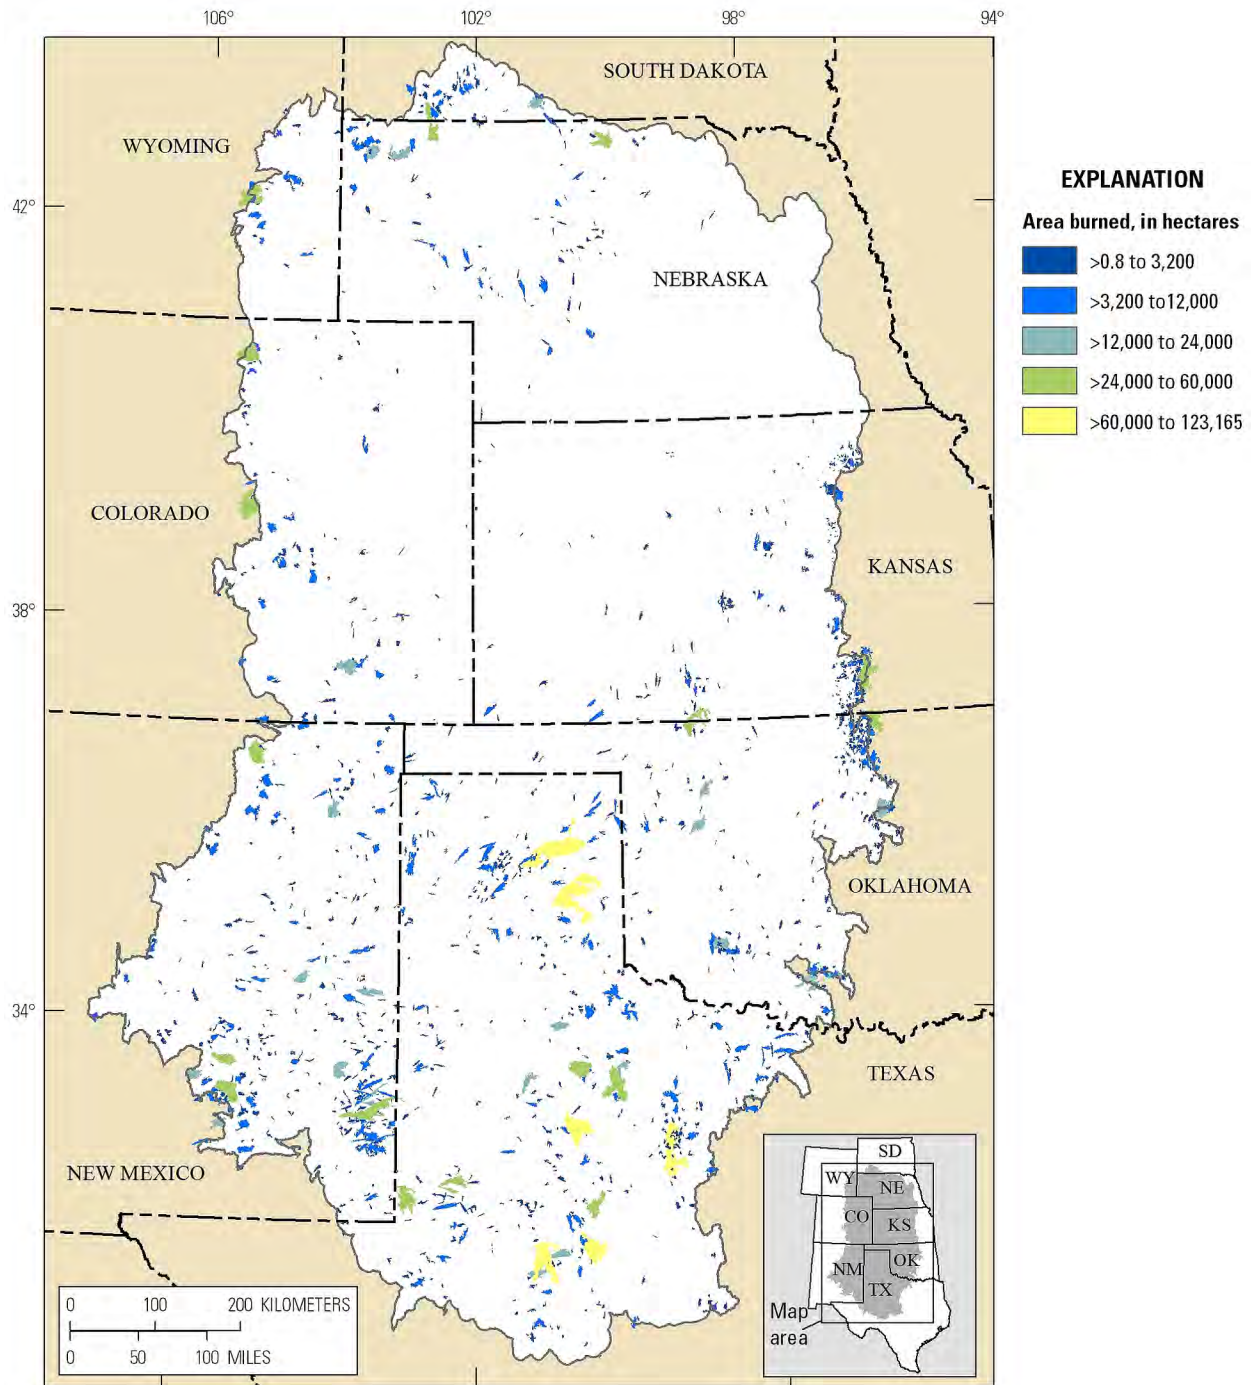 106° 102° 98° 94°
SOUTH DAKOTA
WYOMING
42°
NEBRASKA
COLORADO
KANSAS
38°
OKLAHOMA
34°
TEXAS
NEW MEXICO
EXPLANATION
Area burned, in hectares
>0.8 to 3,200
>3,200 to12,000
>12,000 to 24,000
>24,000 to 60,000
>60,000 to 123,165
0 100 200 KILOMETERS
0 50 100 MILES
SD
WY
NE
CO
KS
NM
OK
TX
Map
area